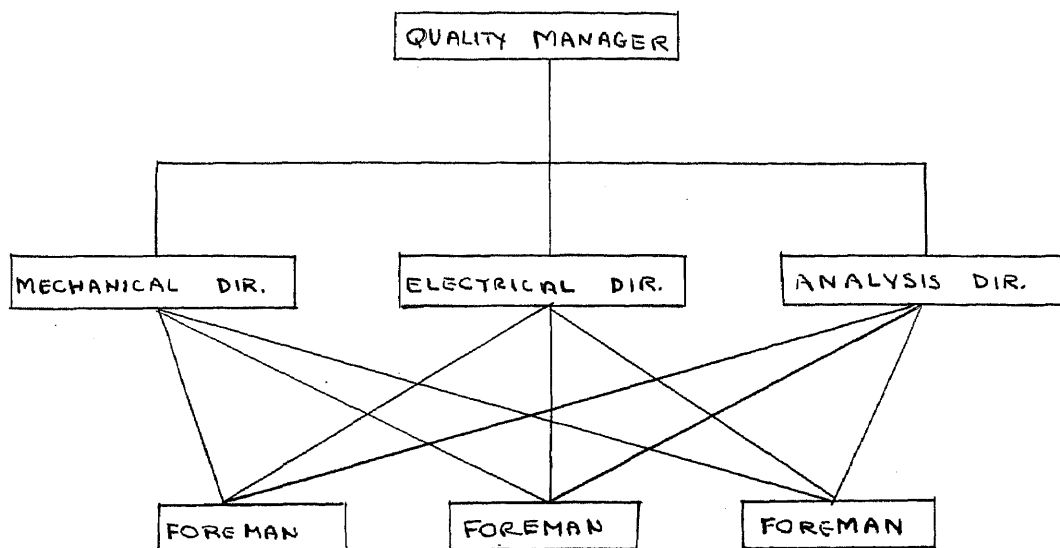 QUALITY MANAGER
MECHANICAL DIR.
ELECTRICAL DIR.
ANALYSIS DIR.
FOREMAN
FOREMAN
FOREMAN